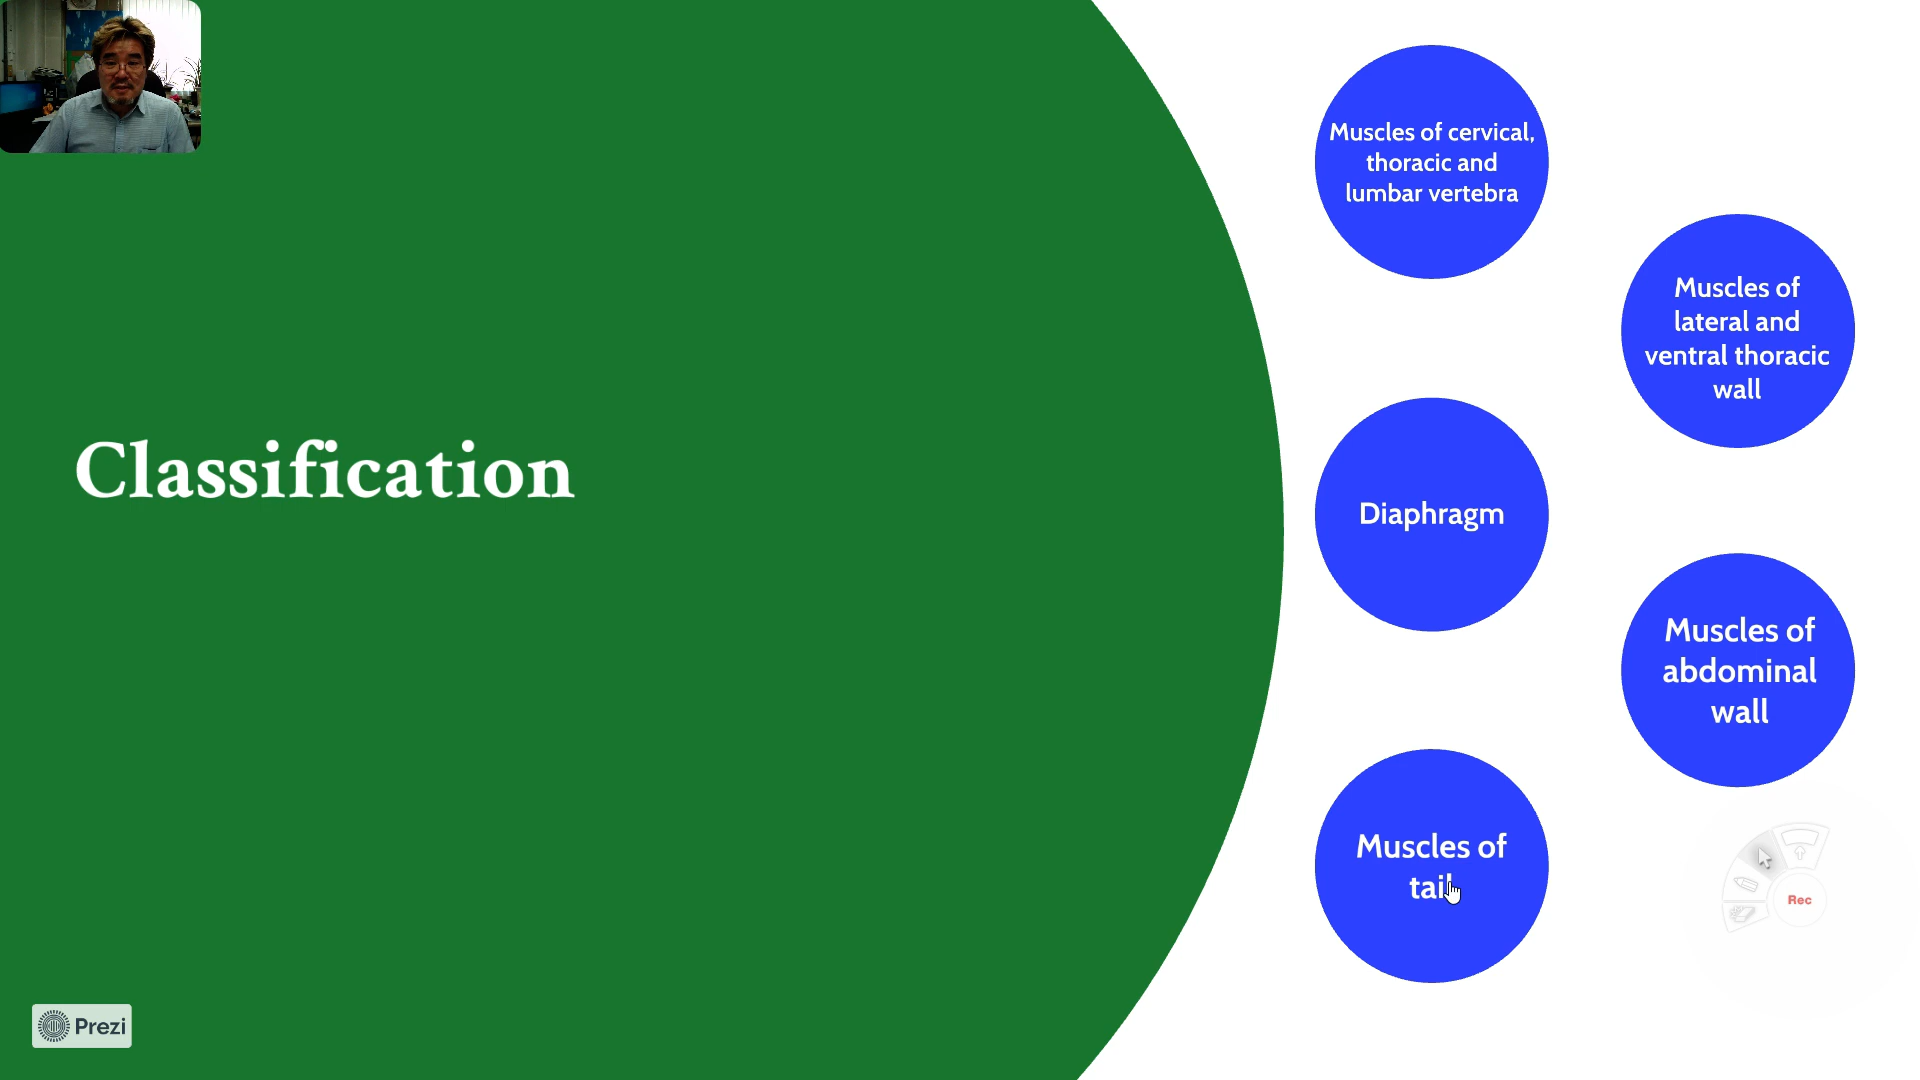 Classification
Muscles of cervical,
thoracic and
lumbar vertebra
Muscles of
lateral and
ventral thoracic
wall
Diaphragm
Muscles of
abdominal
wall
Muscles of
tail
Rec
Prezi